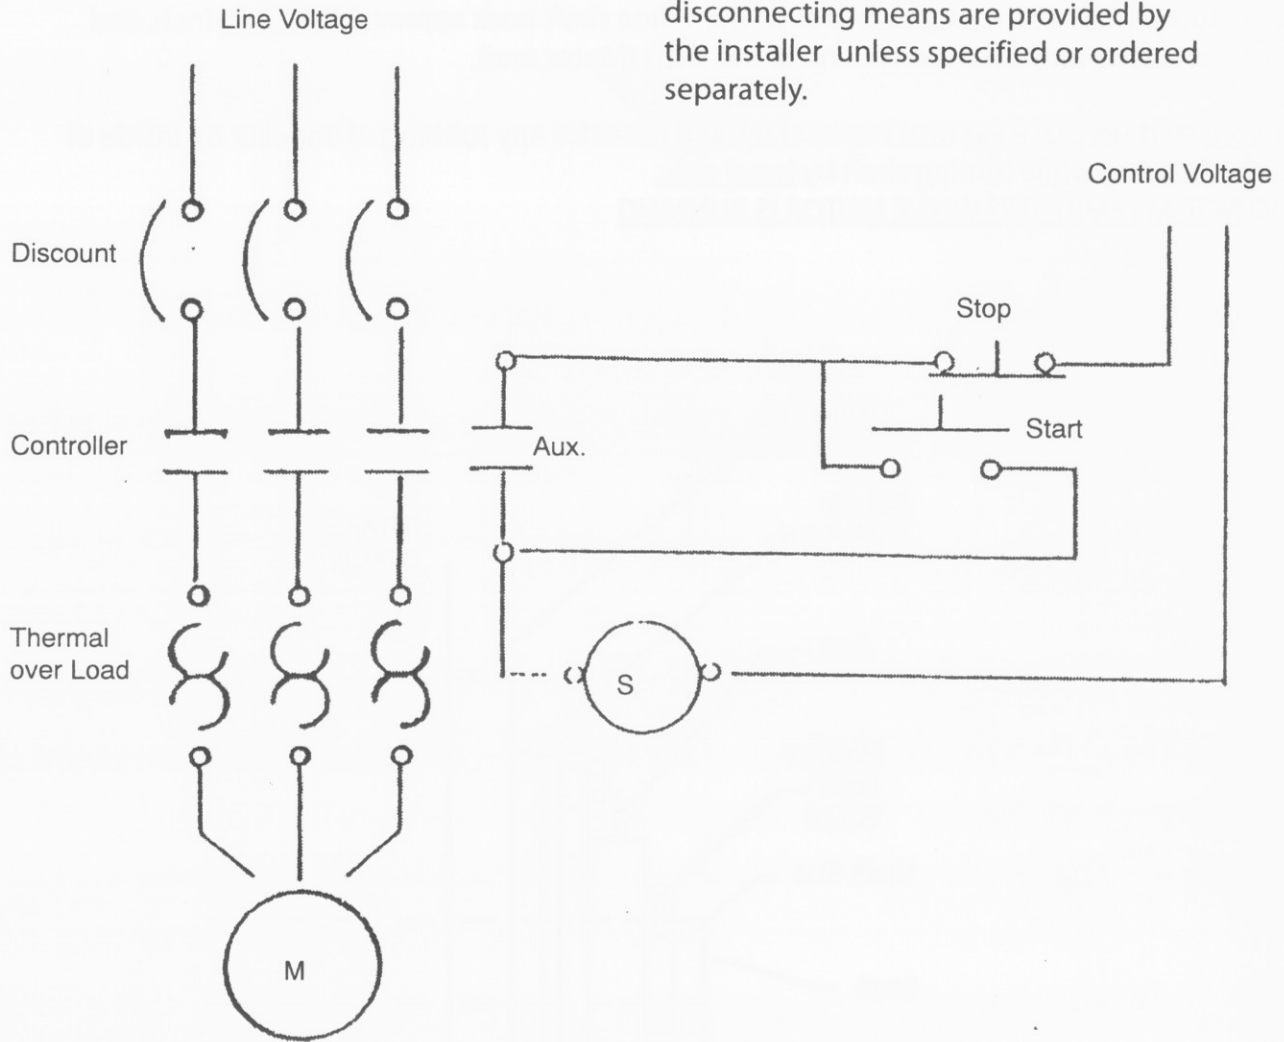 Line Voltage
disconnecting means are provided by
the installer unless specified or ordered
separately.
Control Voltage
Discount
Stop
Start
Controller
Aux.
Thermal
over Load
S
M